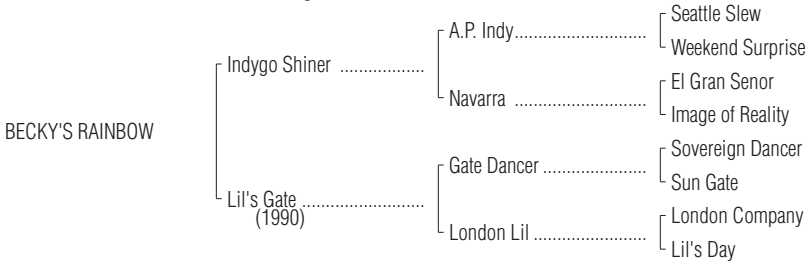 Seattle Slew
A.P. Indy..............................
Weekend Surprise
Indygo Shiner ...................
El Gran Senor
Navarra ..............................
Image of Reality
BECKY'S RAINBOW
Sovereign Dancer
Gate Dancer .......................
Sun Gate
Lil's Gate ...........................
(1990)
London Company
London Lil .........................
Lil's Day